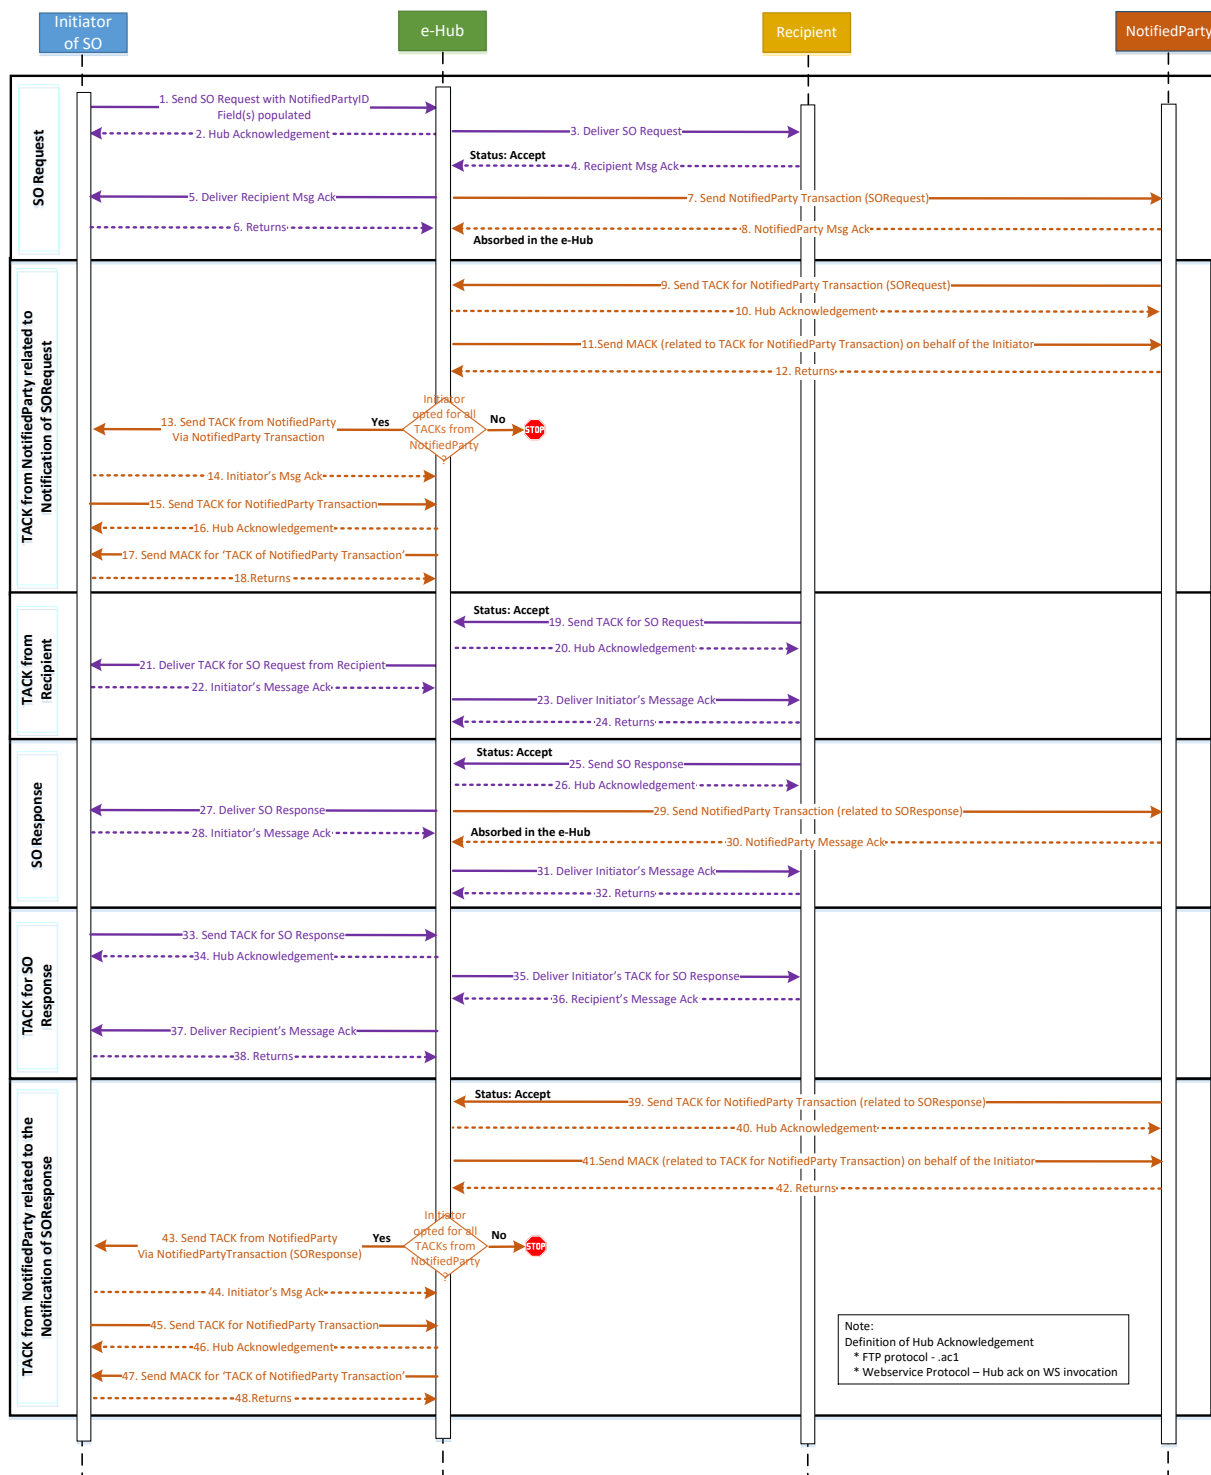 Initiator
of SO
e-Hub
Recipient
NotifiedParty
SO Request
1. Send SO Request with NotifiedPartyID
Field(s) populated
2. Hub Acknowledgement
3. Deliver SO Request
Status: Accept
4. Recipient Msg Ack
5. Deliver Recipient Msg Ack
7. Send NotifiedParty Transaction (SORequest)
6. Returns
8. NotifiedParty Msg Ack
Absorbed in the e-Hub
TACK from NotifiedParty related to
Notification of SORequest
9. Send TACK for NotifiedParty Transaction (SORequest)
10. Hub Acknowledgement
11.Send MACK (related to TACK for NotifiedParty Transaction) on behalf of the Initiator
12. Returns
Initiator
opted for all
TACKs from
NotifiedParty
?
Yes
No
STOP
13. Send TACK from NotifiedParty
Via NotifiedParty Transaction
14. Initiator's Msg Ack
15. Send TACK for NotifiedParty Transaction
16. Hub Acknowledgement
17. Send MACK for ‘TACK of NotifiedParty Transaction’
18.Returns
TACK from
Recipient
Status: Accept
19. Send TACK for SO Request
20. Hub Acknowledgement
21. Deliver TACK for SO Request from Recipient
22. Initiator’s Message Ack
23. Deliver Initiator’s Message Ack
24. Returns
SO Response
Status: Accept
25. Send SO Response
26. Hub Acknowledgement
27. Deliver SO Response
29. Send NotifiedParty Transaction (related to SOResponse)
28. Initiator’s Message Ack
Absorbed in the e-Hub
30. NotifiedParty Message Ack
31. Deliver Initiator’s Message Ack
32. Returns
TACK for SO
Response
33. Send TACK for SO Response
34. Hub Acknowledgement
35. Deliver Initiator’s TACK for SO Response
36. Recipient’s Message Ack
37. Deliver Recipient’s Message Ack
38. Returns
TACK from NotifiedParty related to the
Notification of SOResponse
Status: Accept
39. Send TACK for NotifiedParty Transaction (related to SOResponse)
40. Hub Acknowledgement
41.Send MACK (related to TACK for NotifiedParty Transaction) on behalf of the Initiator
42. Returns
Initiator
opted for all
TACKs from
NotifiedParty
?
Yes
No
STOP
43. Send TACK from NotifiedParty
Via NotifiedPartyTransaction (SOResponse)
44. Initiator’s Msg Ack
45. Send TACK for NotifiedParty Transaction
46. Hub Acknowledgement
47. Send MACK for ‘TACK of NotifiedParty Transaction’
48.Returns
Note:
Definition of Hub Acknowledgement
* FTP protocol - .ac1
* Webservice Protocol – Hub ack on WS invocation